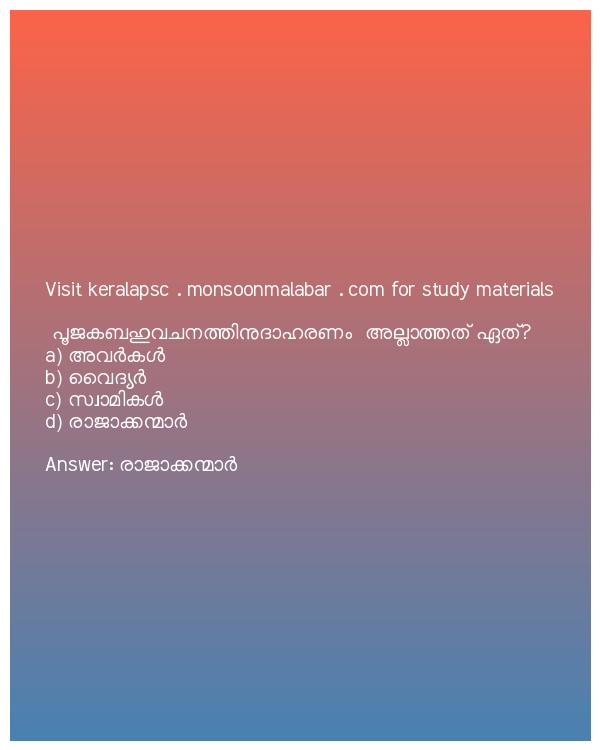 Visit keralapsc . monsoonmalabar . com for study materials
പൂജകബഹുവചനത്തിനുദാഹരണം അല്ലാത്തത് ഏത്?
a) അവർകൾ
b) വൈദ്യർ
c) സ്വാമികൾ
d) രാജാക്കന്മാർ
Answer: രാജാക്കന്മാർ